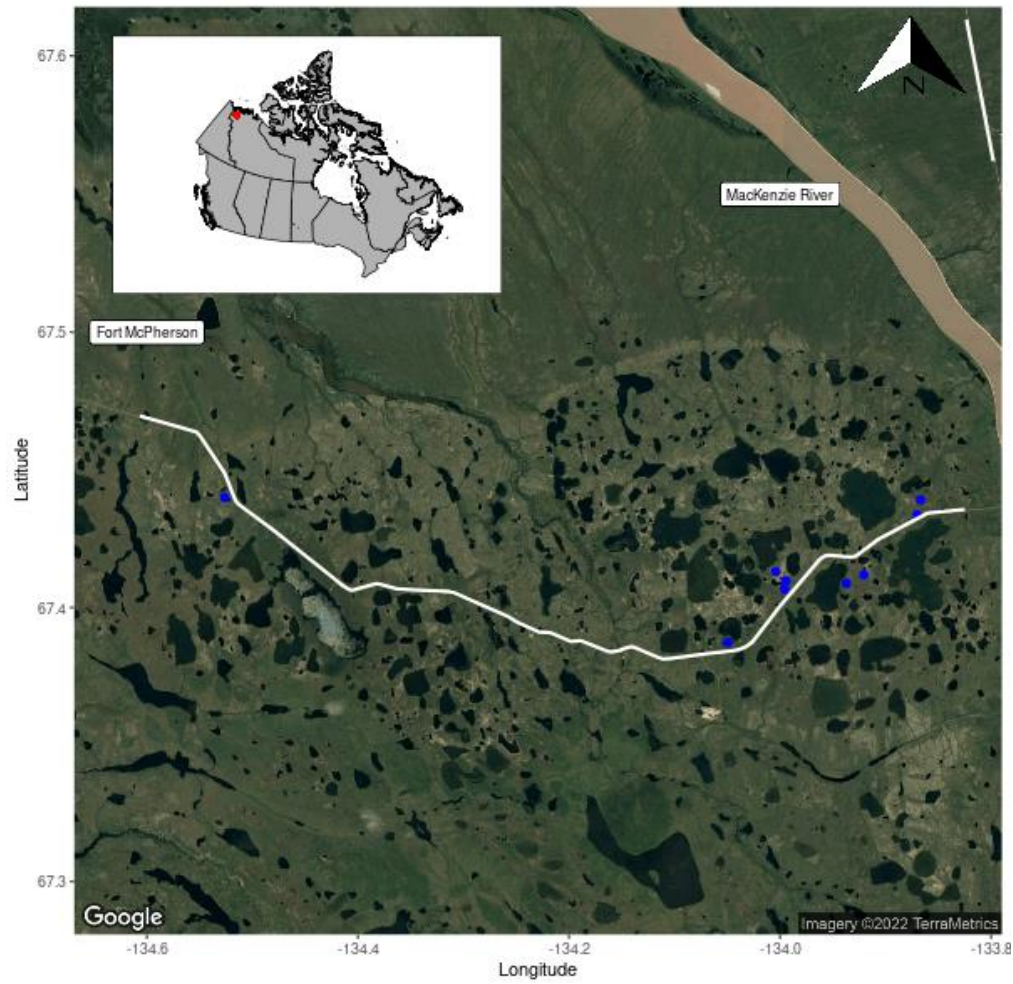 67.6
N
MacKenzie River
67.5
Fort McPherson
Latitude
67.4
67.3
Google
Imagery ©2022 TerraMetrics
-134.6
-134.4
-134.2
-134.0
-133.8
Longitude